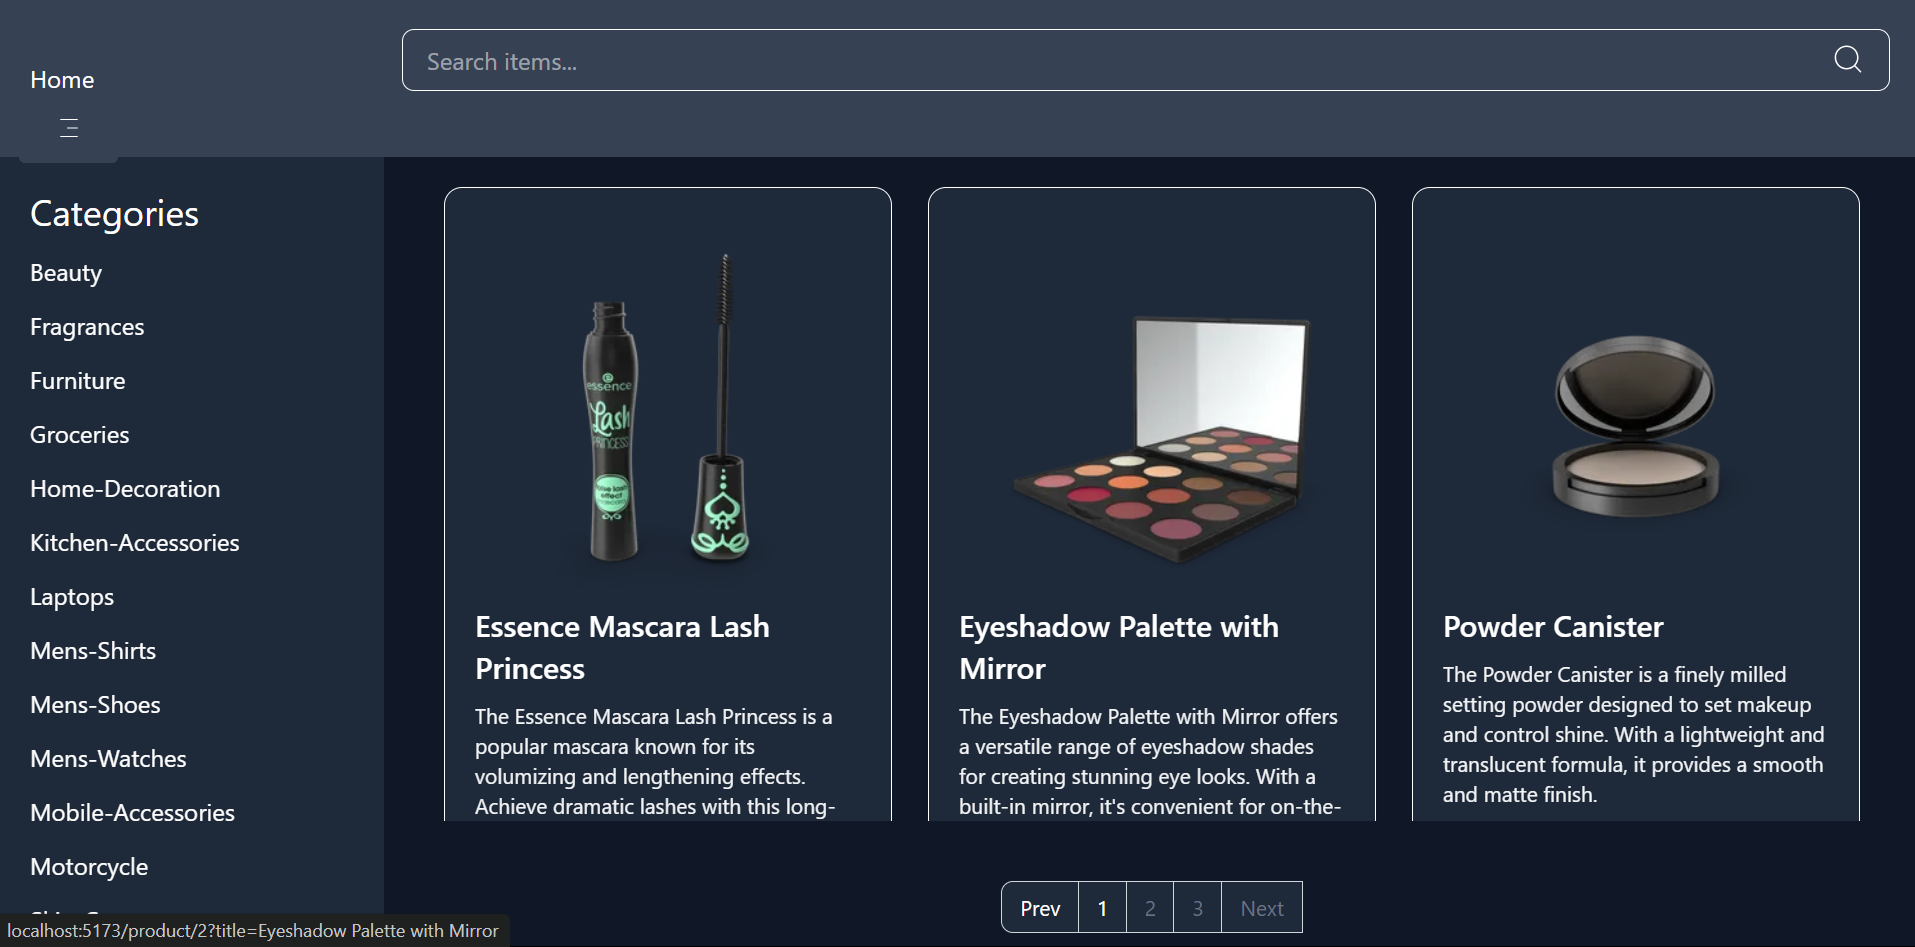 Search items...
Home
Categories
Beauty
Fragrances
Furniture
Groceries
Home-Decoration
Kitchen-Accessories
Laptops
Mens-Shirts
Mens-Shoes
Mens-Watches
Mobile-Accessories
Motorcycle
essence
Lash
PRINCESS
false lash
effect
Essence Mascara Lash
Princess
The Essence Mascara Lash Princess is a
popular mascara known for its
volumizing and lengthening effects.
Achieve dramatic lashes with this long-
Eyeshadow Palette with
Mirror
The Eyeshadow Palette with Mirror offers
a versatile range of eyeshadow shades
for creating stunning eye looks. With a
built-in mirror, it's convenient for on-the-
Powder Canister
The Powder Canister is a finely milled
setting powder designed to set makeup
and control shine. With a lightweight and
translucent formula, it provides a smooth
and matte finish.
Prev 1 2 3 Next
localhost:5173/product/2?title=Eyeshadow Palette with Mirror